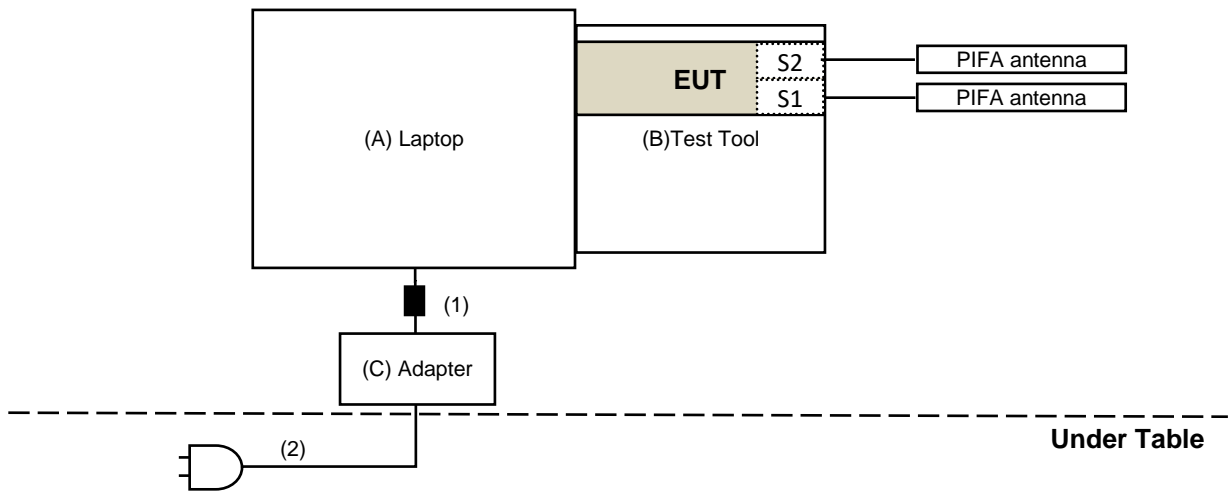 S2
PIFA antenna
EUT
S1
PIFA antenna
(A) Laptop
(B)Test Tool
(1)
(C) Adapter
Under Table
(2)